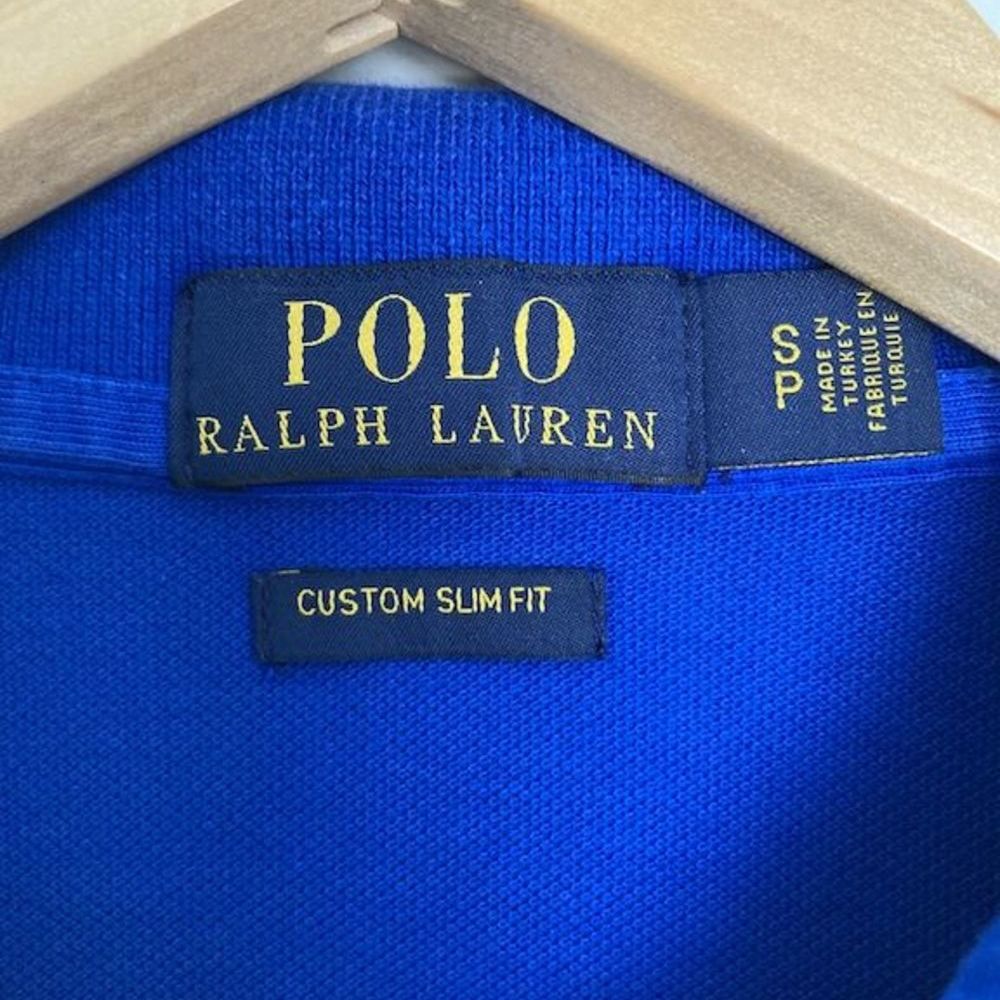 POLO
RALPH LAUREN
S
P
MADE IN
TURKEY
FABRIQUE EN
TURQUIE
CUSTOM SLIM FIT